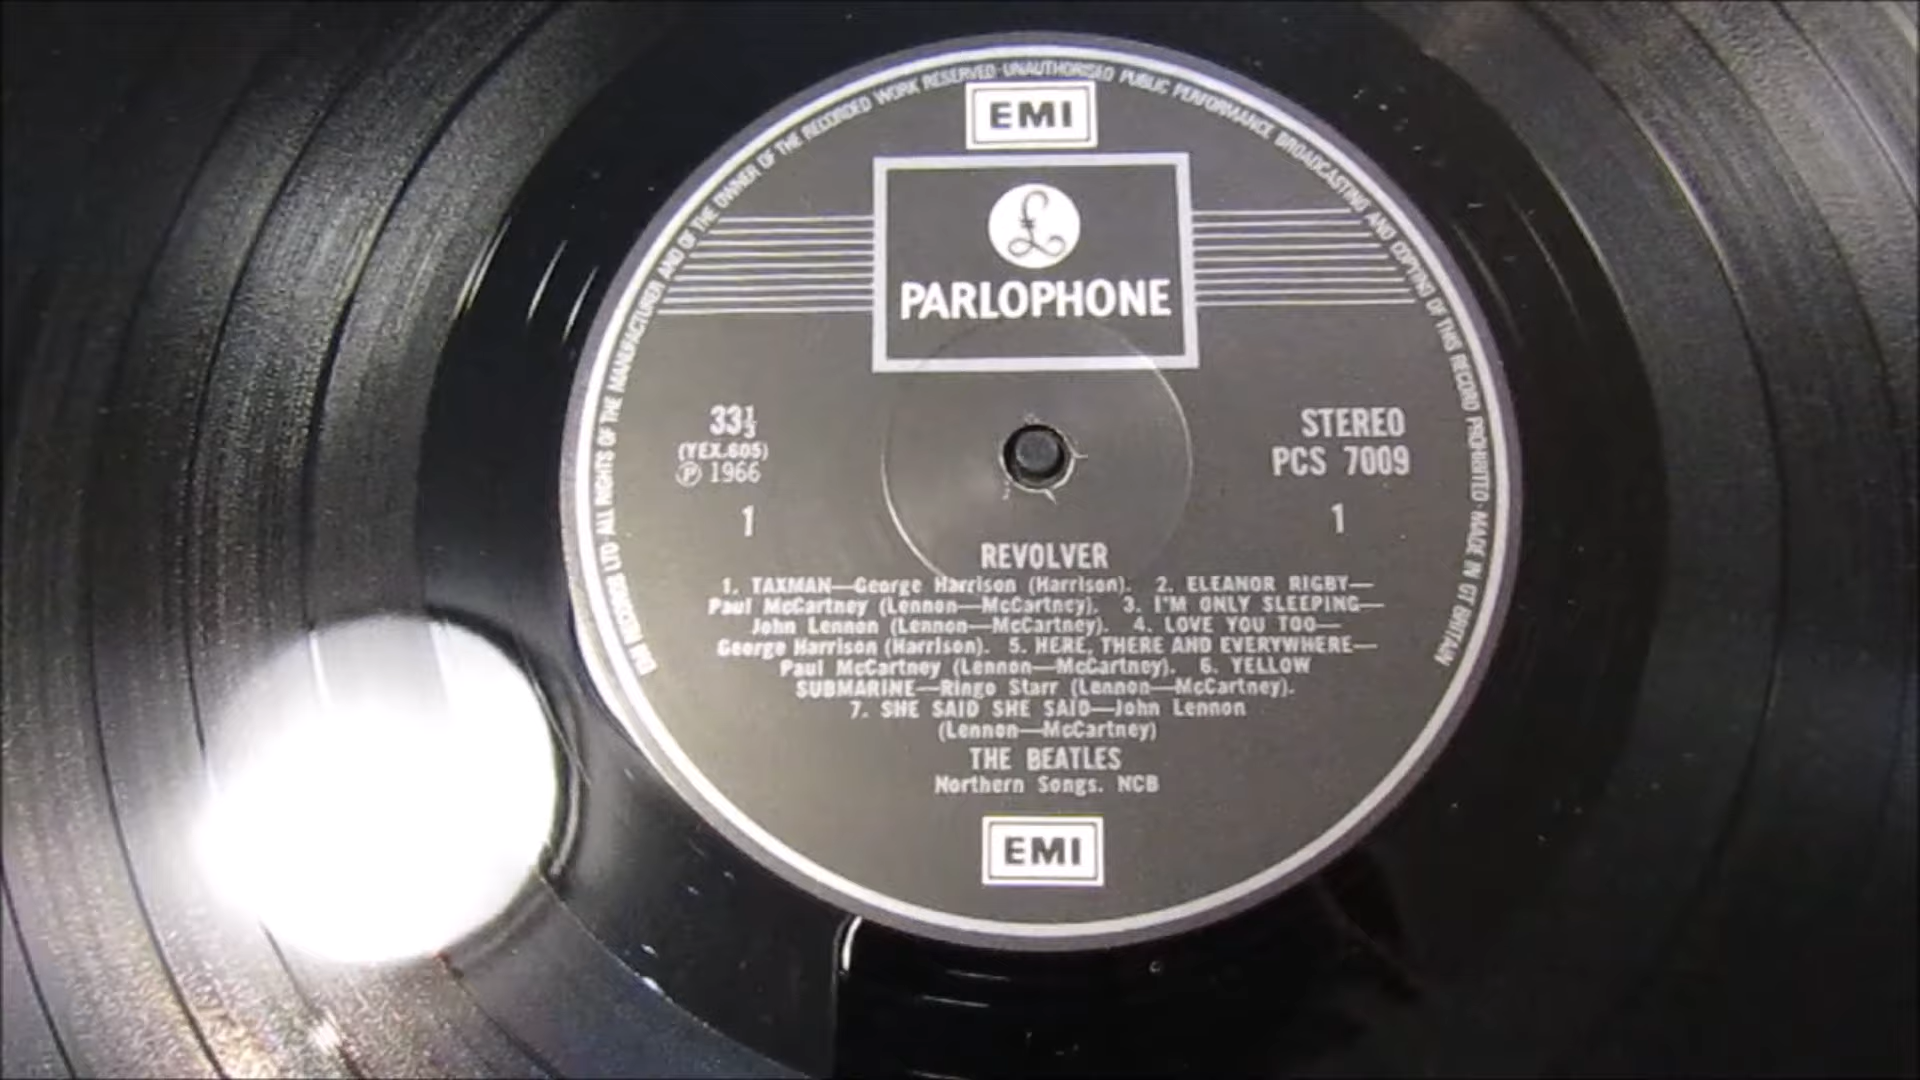 EMI RECORDS LTD ALL RIGHTS OF THE MANUFACTURER AND OF THE OWNER OF THE RECORDED WORK RESERVED · UNAUTHORISED PUBLIC PERFORMANCE BROADCASTING AND COPYING OF THIS RECORD PROHIBITED · MADE IN GT BRITAIN
EMI
£
PARLOPHONE
33⅓
(YEX.605)
Ⓟ 1966
1
STEREO
PCS 7009
1
REVOLVER
1. TAXMAN—George Harrison (Harrison). 2. ELEANOR RIGBY—
Paul McCartney (Lennon—McCartney). 3. I'M ONLY SLEEPING—
John Lennon (Lennon—McCartney). 4. LOVE YOU TOO—
George Harrison (Harrison). 5. HERE, THERE AND EVERYWHERE—
Paul McCartney (Lennon—McCartney). 6. YELLOW
SUBMARINE—Ringo Starr (Lennon—McCartney).
7. SHE SAID SHE SAID—John Lennon
(Lennon—McCartney)
THE BEATLES
Northern Songs. NCB
EMI